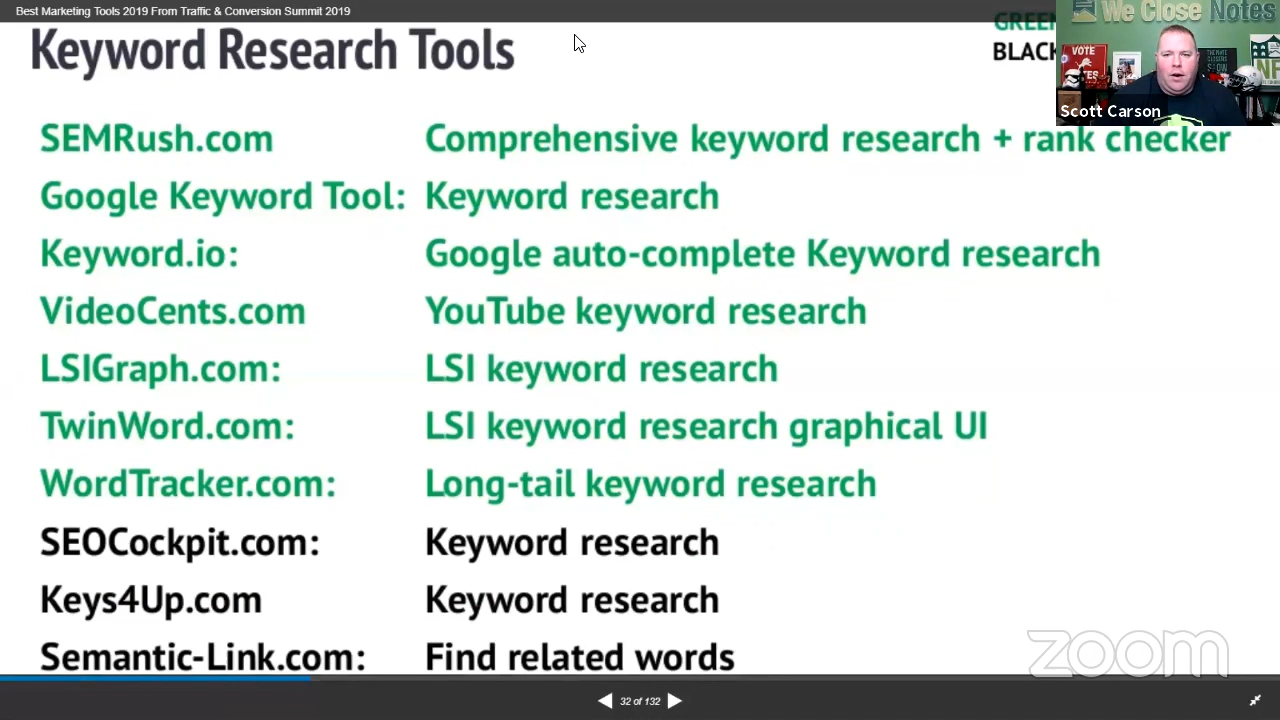 Best Marketing Tools 2019 From Traffic & Conversion Summit 2019
Keyword Research Tools
GREEN
BLACK
We Close Notes
VOTE
Scott Carson
SEMRush.com Comprehensive keyword research + rank checker
Google Keyword Tool: Keyword research
Keyword.io: Google auto-complete Keyword research
VideoCents.com YouTube keyword research
LSIGraph.com: LSI keyword research
TwinWord.com: LSI keyword research graphical UI
WordTracker.com: Long-tail keyword research
SEOCockpit.com: Keyword research
Keys4Up.com Keyword research
Semantic-Link.com: Find related words
zoom
32 of 132